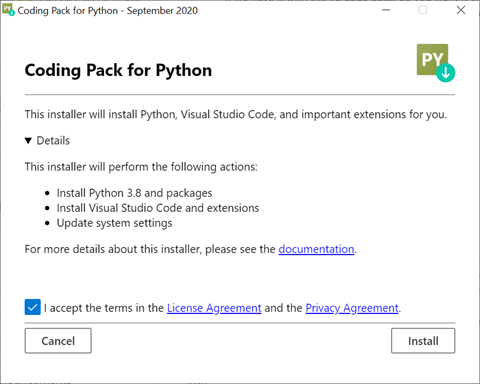 Coding Pack for Python - September 2020
PY
Coding Pack for Python
This installer will install Python, Visual Studio Code, and important extensions for you.
Details
This installer will perform the following actions:
Install Python 3.8 and packages
Install Visual Studio Code and extensions
Update system settings
For more details about this installer, please see the documentation.
I accept the terms in the License Agreement and the Privacy Agreement.
Cancel
Install